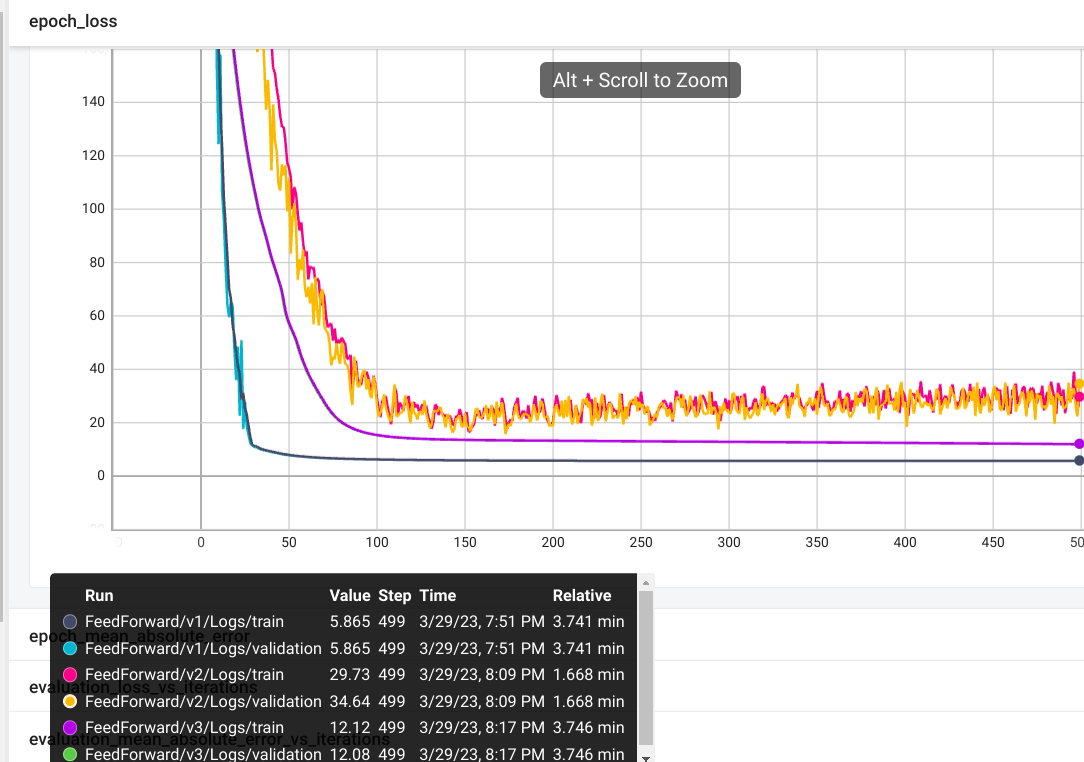 epoch_loss
160
Alt + Scroll to Zoom
140
120
100
80
60
40
20
0
0 50 100 150 200 250 300 350 400 450 50
Run Value Step Time Relative
FeedForward/v1/Logs/train 5.865 499 3/29/23, 7:51 PM 3.741 min
epoch_mean_absolute_error
FeedForward/v1/Logs/validation 5.865 499 3/29/23, 7:51 PM 3.741 min
FeedForward/v2/Logs/train 29.73 499 3/29/23, 8:09 PM 1.668 min
evaluation_loss_vs_iterations
FeedForward/v2/Logs/validation 34.64 499 3/29/23, 8:09 PM 1.668 min
FeedForward/v3/Logs/train 12.12 499 3/29/23, 8:17 PM 3.746 min
evaluation_mean_absolute_error_vs_iterations
FeedForward/v3/Logs/validation 12.08 499 3/29/23, 8:17 PM 3.746 min